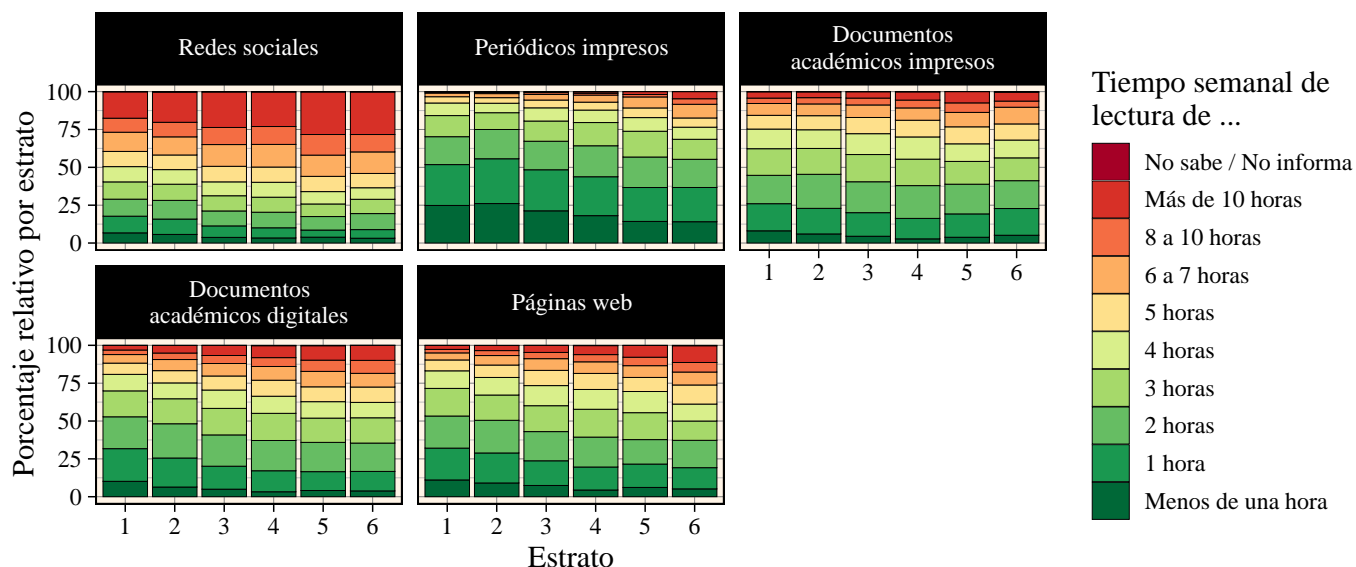 Redes sociales
Periódicos impresos
Documentos
académicos impresos
Documentos
académicos digitales
Páginas web
Porcentaje relativo por estrato
100
75
50
25
0
100
75
50
25
0
1 2 3 4 5 6
1 2 3 4 5 6
1 2 3 4 5 6
Estrato
Tiempo semanal de
lectura de ...
No sabe / No informa
Más de 10 horas
8 a 10 horas
6 a 7 horas
5 horas
4 horas
3 horas
2 horas
1 hora
Menos de una hora